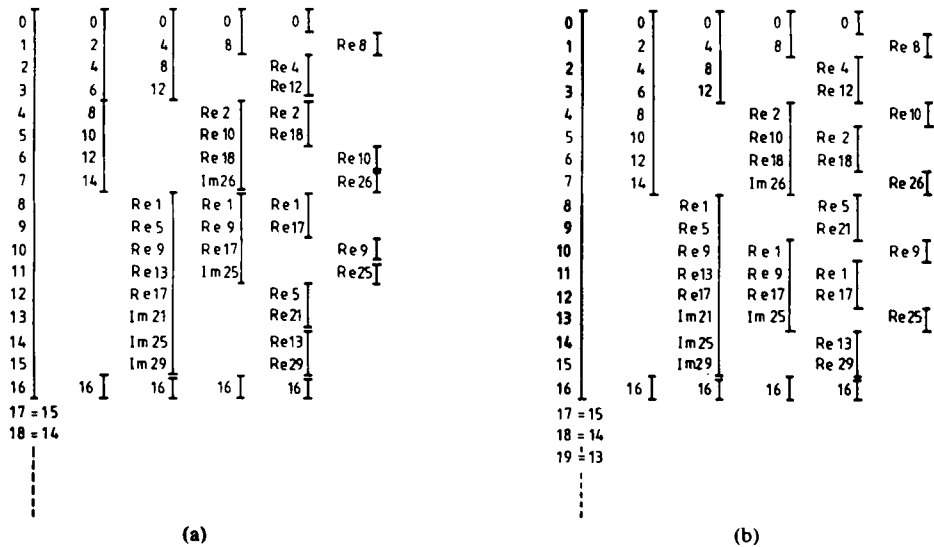 0 0 0 0 0
1 2 4 8 Re 8
2 4 8 Re 4
3 6 12 Re 12
4 8 Re 2 Re 2
5 10 Re 10 Re 18
6 12 Re 18 Re 10
7 14 Im 26 Re 26
8 Re 1 Re 1 Re 1
9 Re 5 Re 9 Re 17
10 Re 9 Re 17 Re 9
11 Re 13 Im 25 Re 25
12 Re 17 Re 5
13 Im 21 Re 21
14 Im 25 Re 13
15 Im 29 Re 29
16 16 16 16 16
17 = 15
18 = 14
(a)
0 0 0 0 0
1 2 4 8 Re 8
2 4 8 Re 4
3 6 12 Re 12
4 8 Re 2 Re 10
5 10 Re 10 Re 2
6 12 Re 18 Re 18
7 14 Im 26 Re 26
8 Re 1 Re 5
9 Re 5 Re 21
10 Re 9 Re 1 Re 9
11 Re 13 Re 9 Re 1
12 Re 17 Re 17 Re 17
13 Im 21 Im 25 Re 25
14 Im 25 Re 13
15 Im 29 Re 29
16 16 16 16 16
17 = 15
18 = 14
19 = 13
(b)